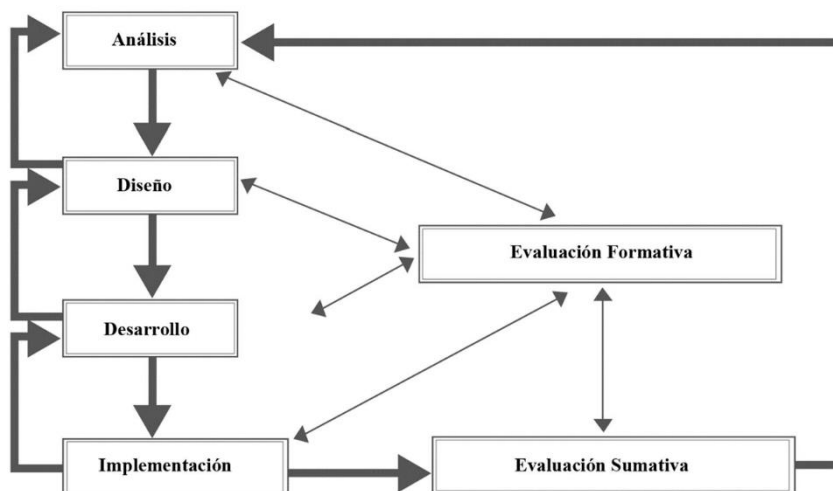 Análisis
Diseño
Evaluación Formativa
Desarrollo
Implementación
Evaluación Sumativa